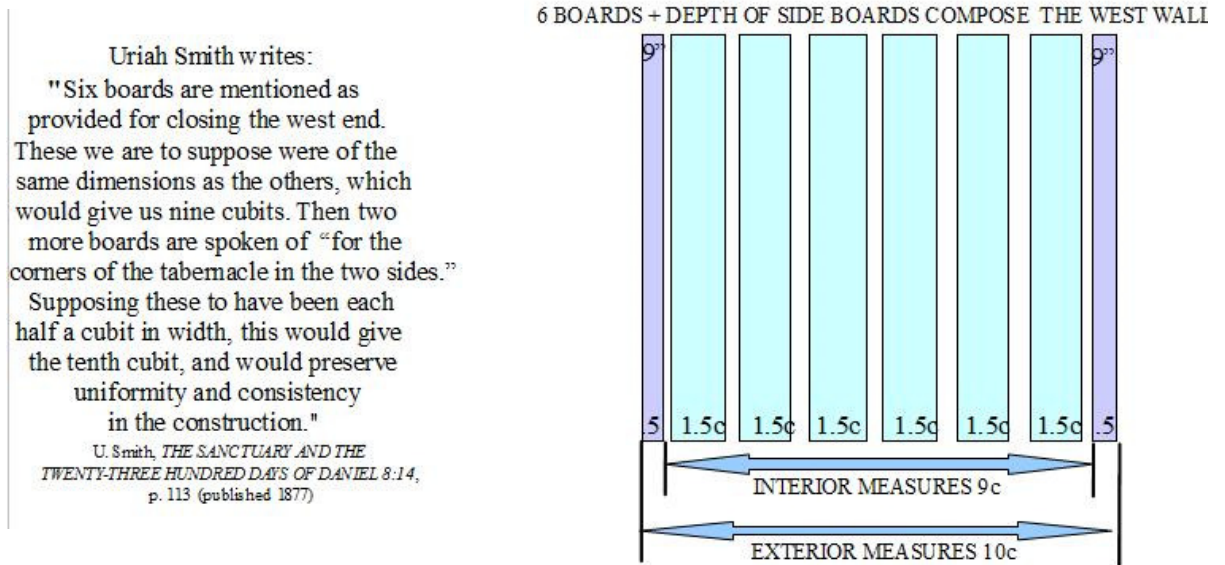 Uriah Smith writes:
"Six boards are mentioned as
provided for closing the west end.
These we are to suppose were of the
same dimensions as the others, which
would give us nine cubits. Then two
more boards are spoken of “for the
corners of the tabernacle in the two sides.”
Supposing these to have been each
half a cubit in width, this would give
the tenth cubit, and would preserve
uniformity and consistency
in the construction."
U. Smith, THE SANCTUARY AND THE
TWENTY-THREE HUNDRED DAYS OF DANIEL 8:14,
p. 113 (published 1877)
6 BOARDS + DEPTH OF SIDE BOARDS COMPOSE THE WEST WALL
9” 9”
.5 1.5c 1.5c 1.5c 1.5c 1.5c 1.5c .5
INTERIOR MEASURES 9c
EXTERIOR MEASURES 10c